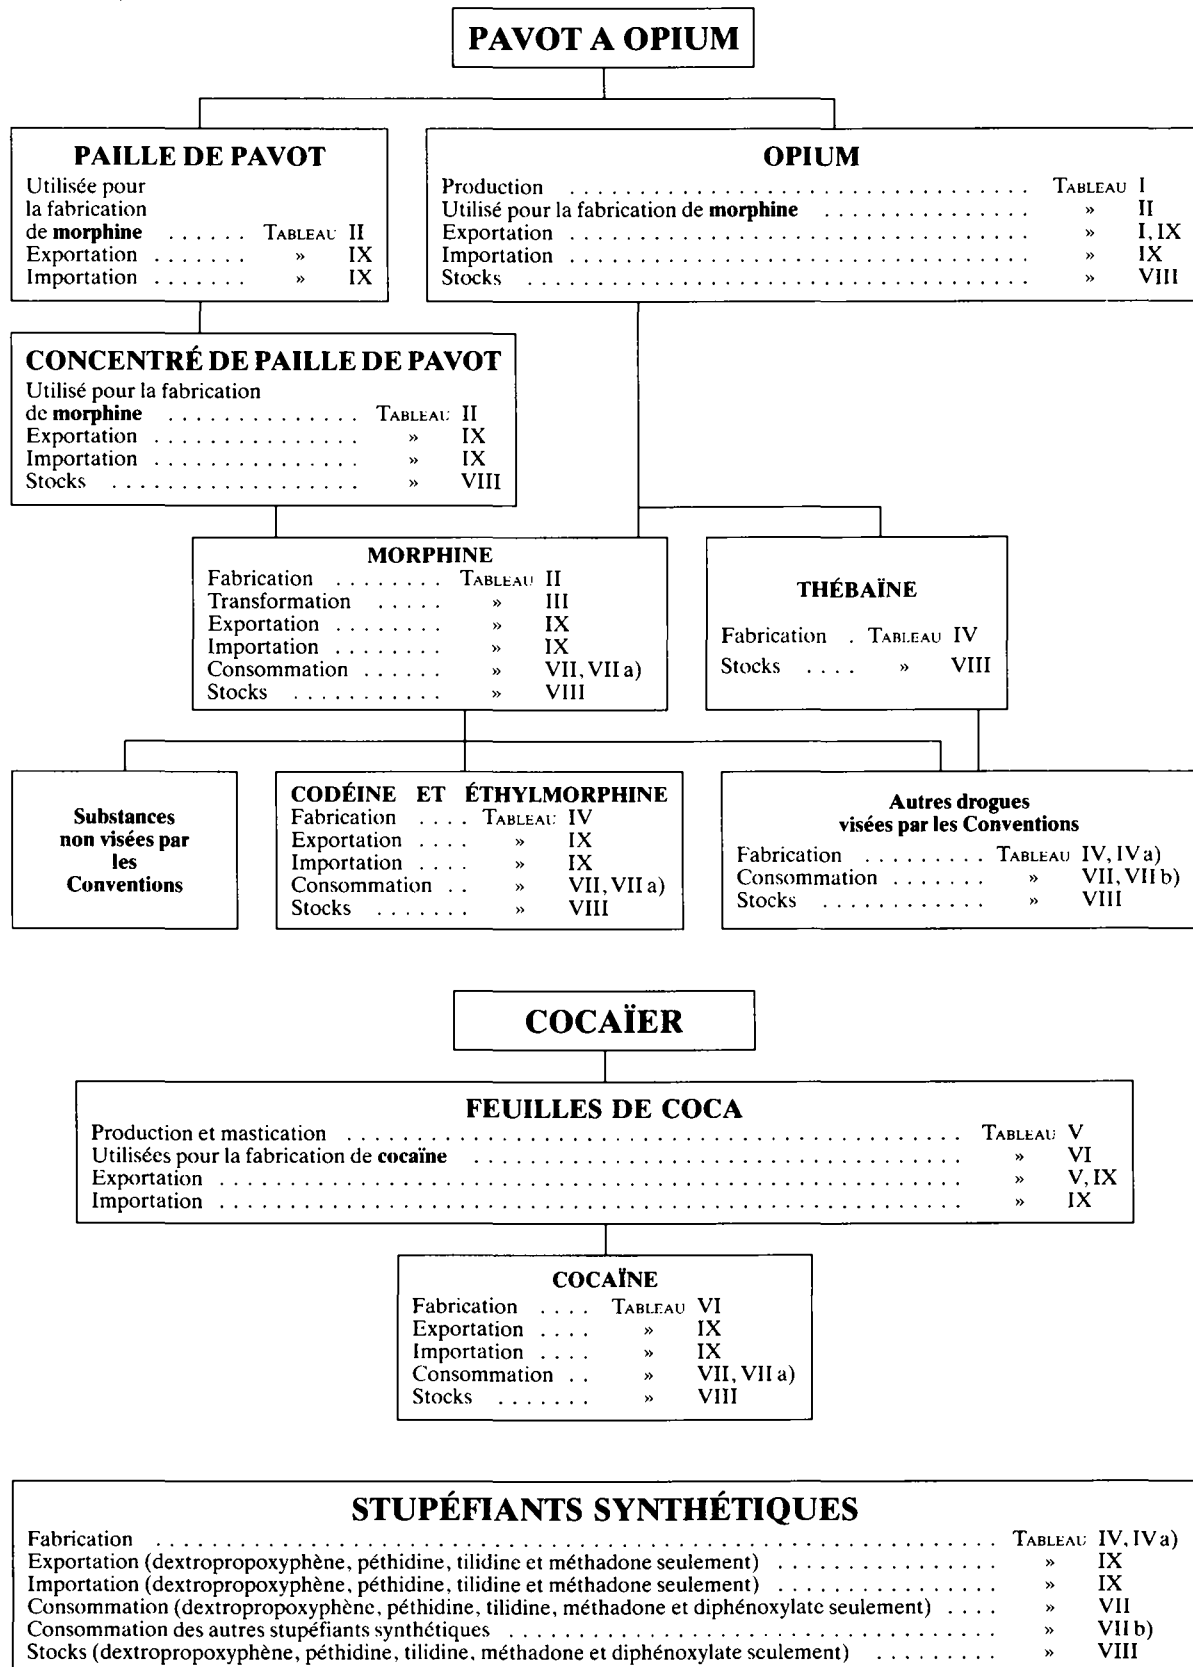 PAVOT A OPIUM
PAILLE DE PAVOT
Utilisée pour
la fabrication
de morphine ...... TABLEAU II
Exportation ....... » IX
Importation ....... » IX
OPIUM
Production ................................. TABLEAU I
Utilisé pour la fabrication de morphine ............... » II
Exportation ................................. » I, IX
Importation ................................. » IX
Stocks .................................... » VIII
CONCENTRÉ DE PAILLE DE PAVOT
Utilisé pour la fabrication
de morphine .............. TABLEAU II
Exportation ............... » IX
Importation ............... » IX
Stocks .................. » VIII
MORPHINE
Fabrication ........ TABLEAU II
Transformation ..... » III
Exportation ........ » IX
Importation ........ » IX
Consommation ...... » VII, VII a)
Stocks ........... » VIII
THÉBAÏNE
Fabrication . TABLEAU IV
Stocks .... » VIII
Substances
non visées par
les
Conventions
CODÉINE ET ÉTHYLMORPHINE
Fabrication .... TABLEAU IV
Exportation .... » IX
Importation .... » IX
Consommation .. » VII, VII a)
Stocks ....... » VIII
Autres drogues
visées par les Conventions
Fabrication ......... TABLEAU IV, IV a)
Consommation ....... » VII, VII b)
Stocks ............ » VIII
COCAÏER
FEUILLES DE COCA
Production et mastication ............................................ TABLEAU V
Utilisées pour la fabrication de cocaïne ................................... » VI
Exportation ..................................................... » V, IX
Importation ..................................................... » IX
COCAÏNE
Fabrication .... TABLEAU VI
Exportation .... » IX
Importation .... » IX
Consommation .. » VII, VII a)
Stocks ....... » VIII
STUPÉFIANTS SYNTHÉTIQUES
Fabrication ............................................................ TABLEAU IV, IV a)
Exportation (dextropropoxyphène, péthidine, tilidine et méthadone seulement) ................ » IX
Importation (dextropropoxyphène, péthidine, tilidine et méthadone seulement) ................ » IX
Consommation (dextropropoxyphène, péthidine, tilidine, méthadone et diphénoxylate seulement) .... » VII
Consommation des autres stupéfiants synthétiques ..................................... » VII b)
Stocks (dextropropoxyphène, péthidine, tilidine, méthadone et diphénoxylate seulement) ......... » VIII